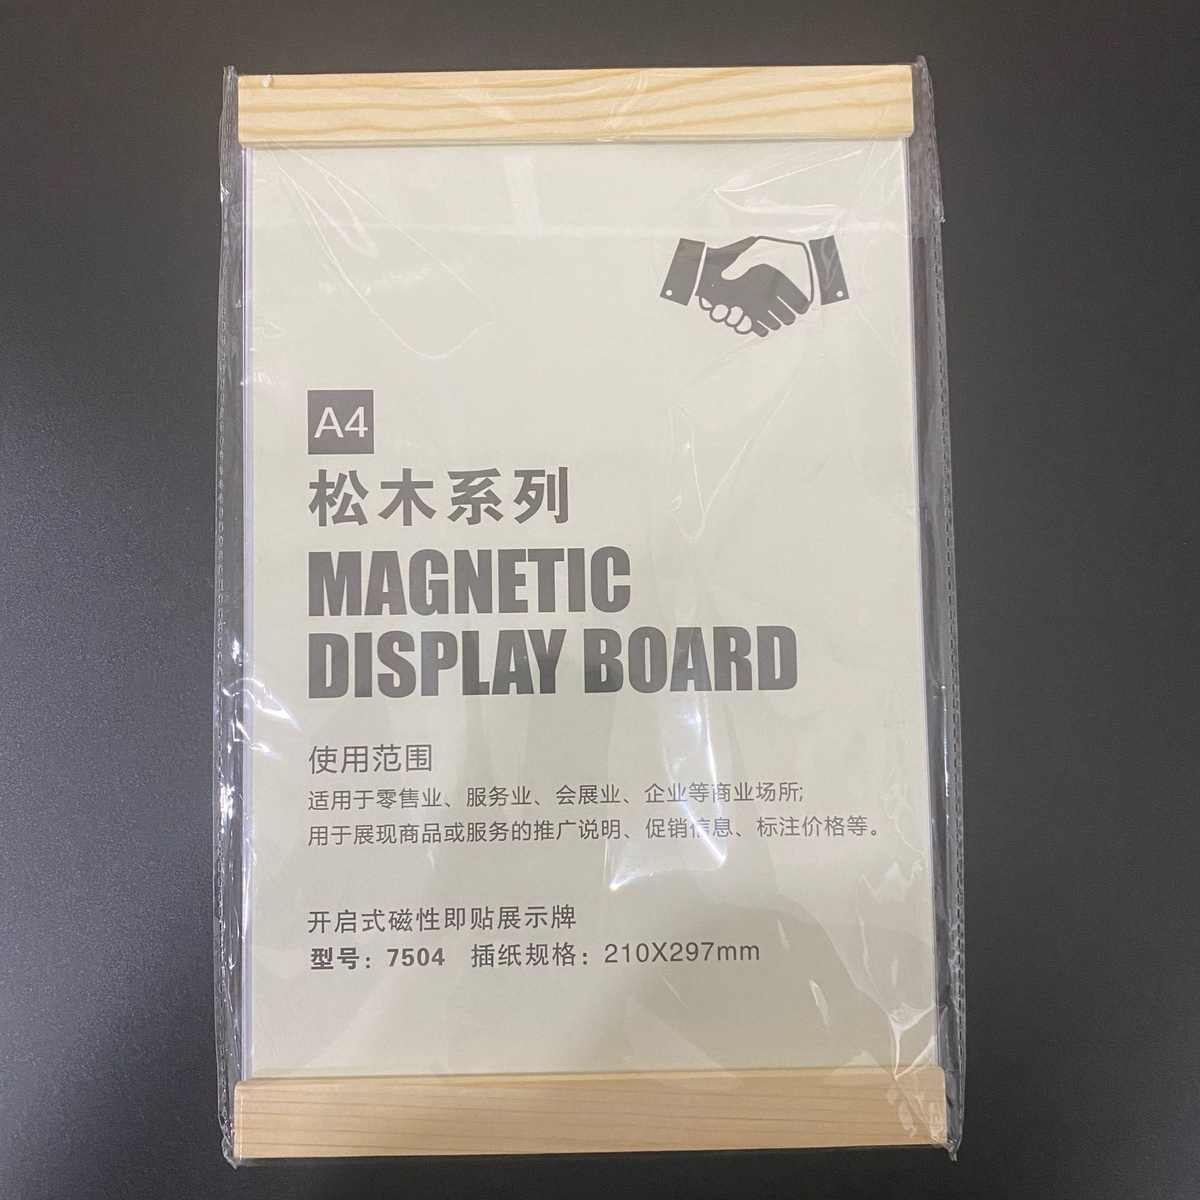 A4
松木系列
MAGNETIC
DISPLAY BOARD
使用范围
适用于零售业、服务业、会展业、企业等商业场所;
用于展现商品或服务的推广说明、促销信息、标注价格等。
开启式磁性即贴展示牌
型号: 7504 插纸规格: 210X297mm